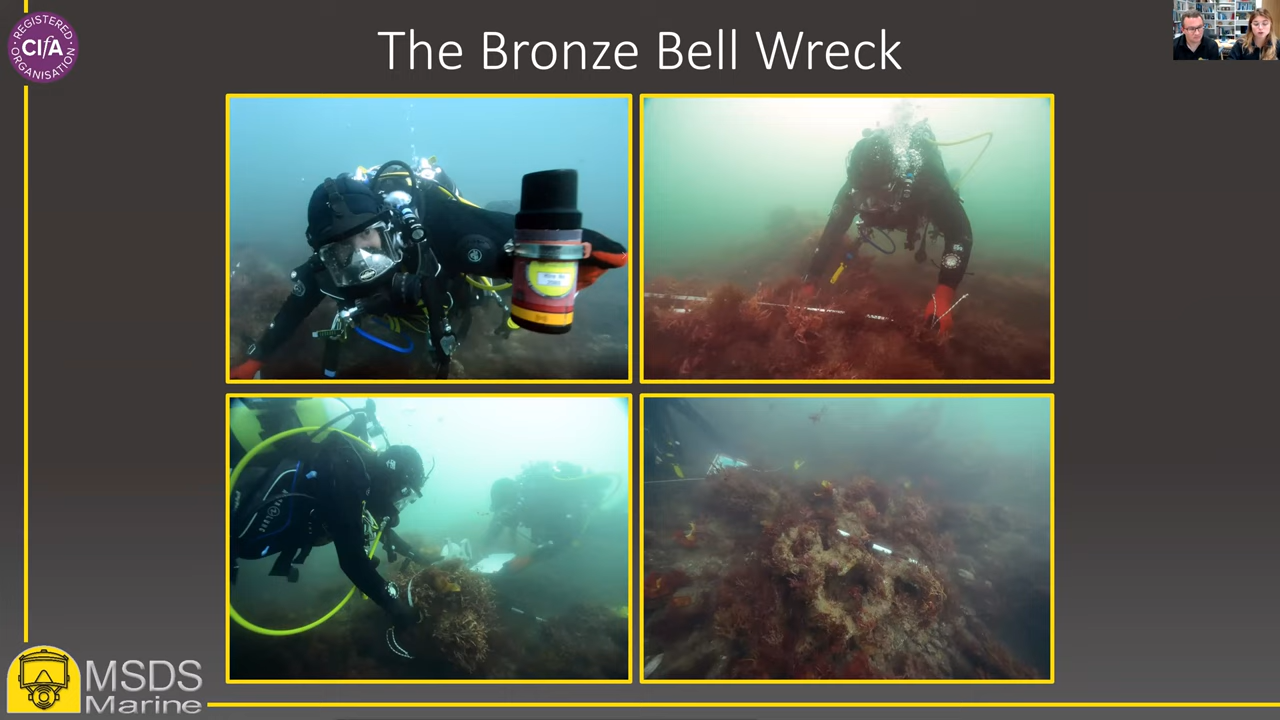 The Bronze Bell Wreck
REGISTERED
CIfA
ORGANISATION
MSDS
Marine